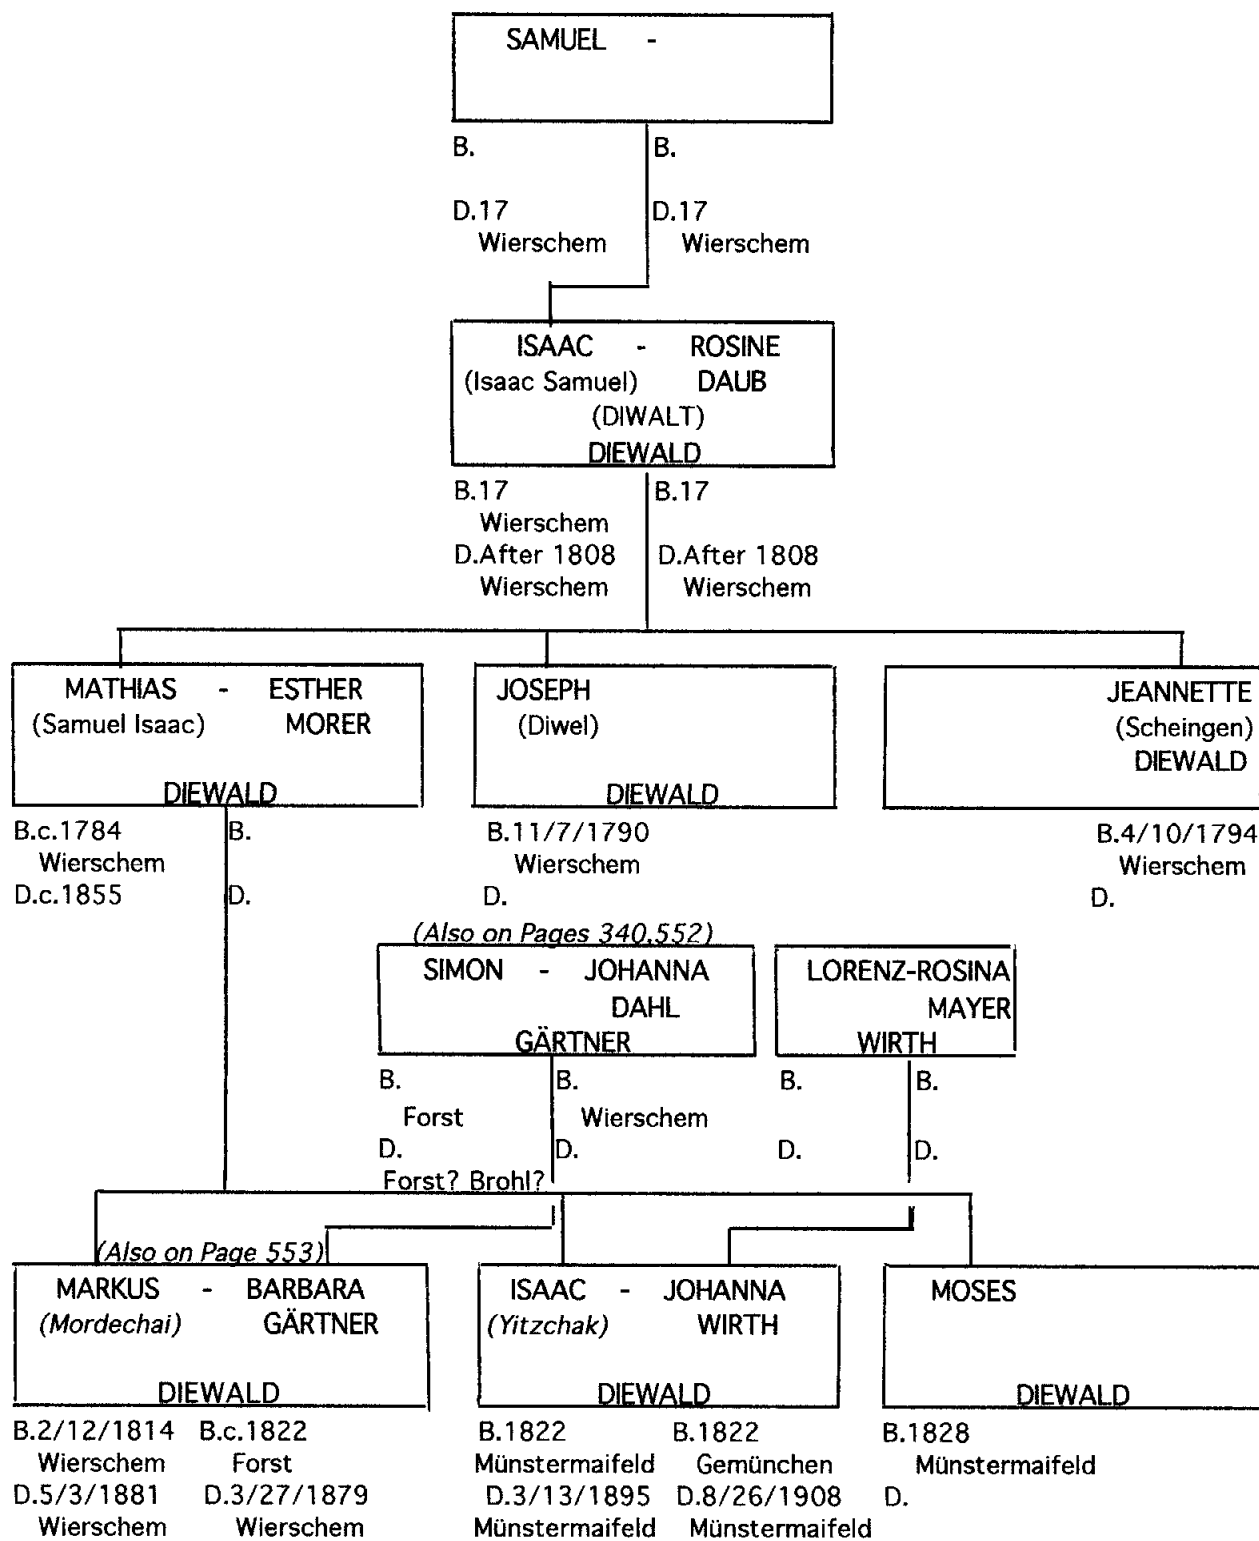 SAMUEL -
B. B.
D.17 D.17
Wierschem Wierschem
ISAAC - ROSINE
(Isaac Samuel) DAUB
(DIWALT)
DIEWALD
B.17 B.17
Wierschem
D.After 1808 D.After 1808
Wierschem Wierschem
MATHIAS - ESTHER
(Samuel Isaac) MORER
DIEWALD
B.c.1784 B.
Wierschem
D.c.1855 D.
JOSEPH
(Diwel)
DIEWALD
B.11/7/1790
Wierschem
D.
JEANNETTE
(Scheingen)
DIEWALD
B.4/10/1794
Wierschem
D.
(Also on Pages 340,552)
SIMON - JOHANNA
DAHL
GÄRTNER
B. B.
Forst Wierschem
D. D.
Forst? Brohl?
LORENZ-ROSINA
MAYER
WIRTH
B. B.
D. D.
(Also on Page 553)
MARKUS - BARBARA
(Mordechai) GÄRTNER
DIEWALD
B.2/12/1814 B.c.1822
Wierschem Forst
D.5/3/1881 D.3/27/1879
Wierschem Wierschem
ISAAC - JOHANNA
(Yitzchak) WIRTH
DIEWALD
B.1822 B.1822
Münstermaifeld Gemünchen
D.3/13/1895 D.8/26/1908
Münstermaifeld Münstermaifeld
MOSES
DIEWALD
B.1828
Münstermaifeld
D.